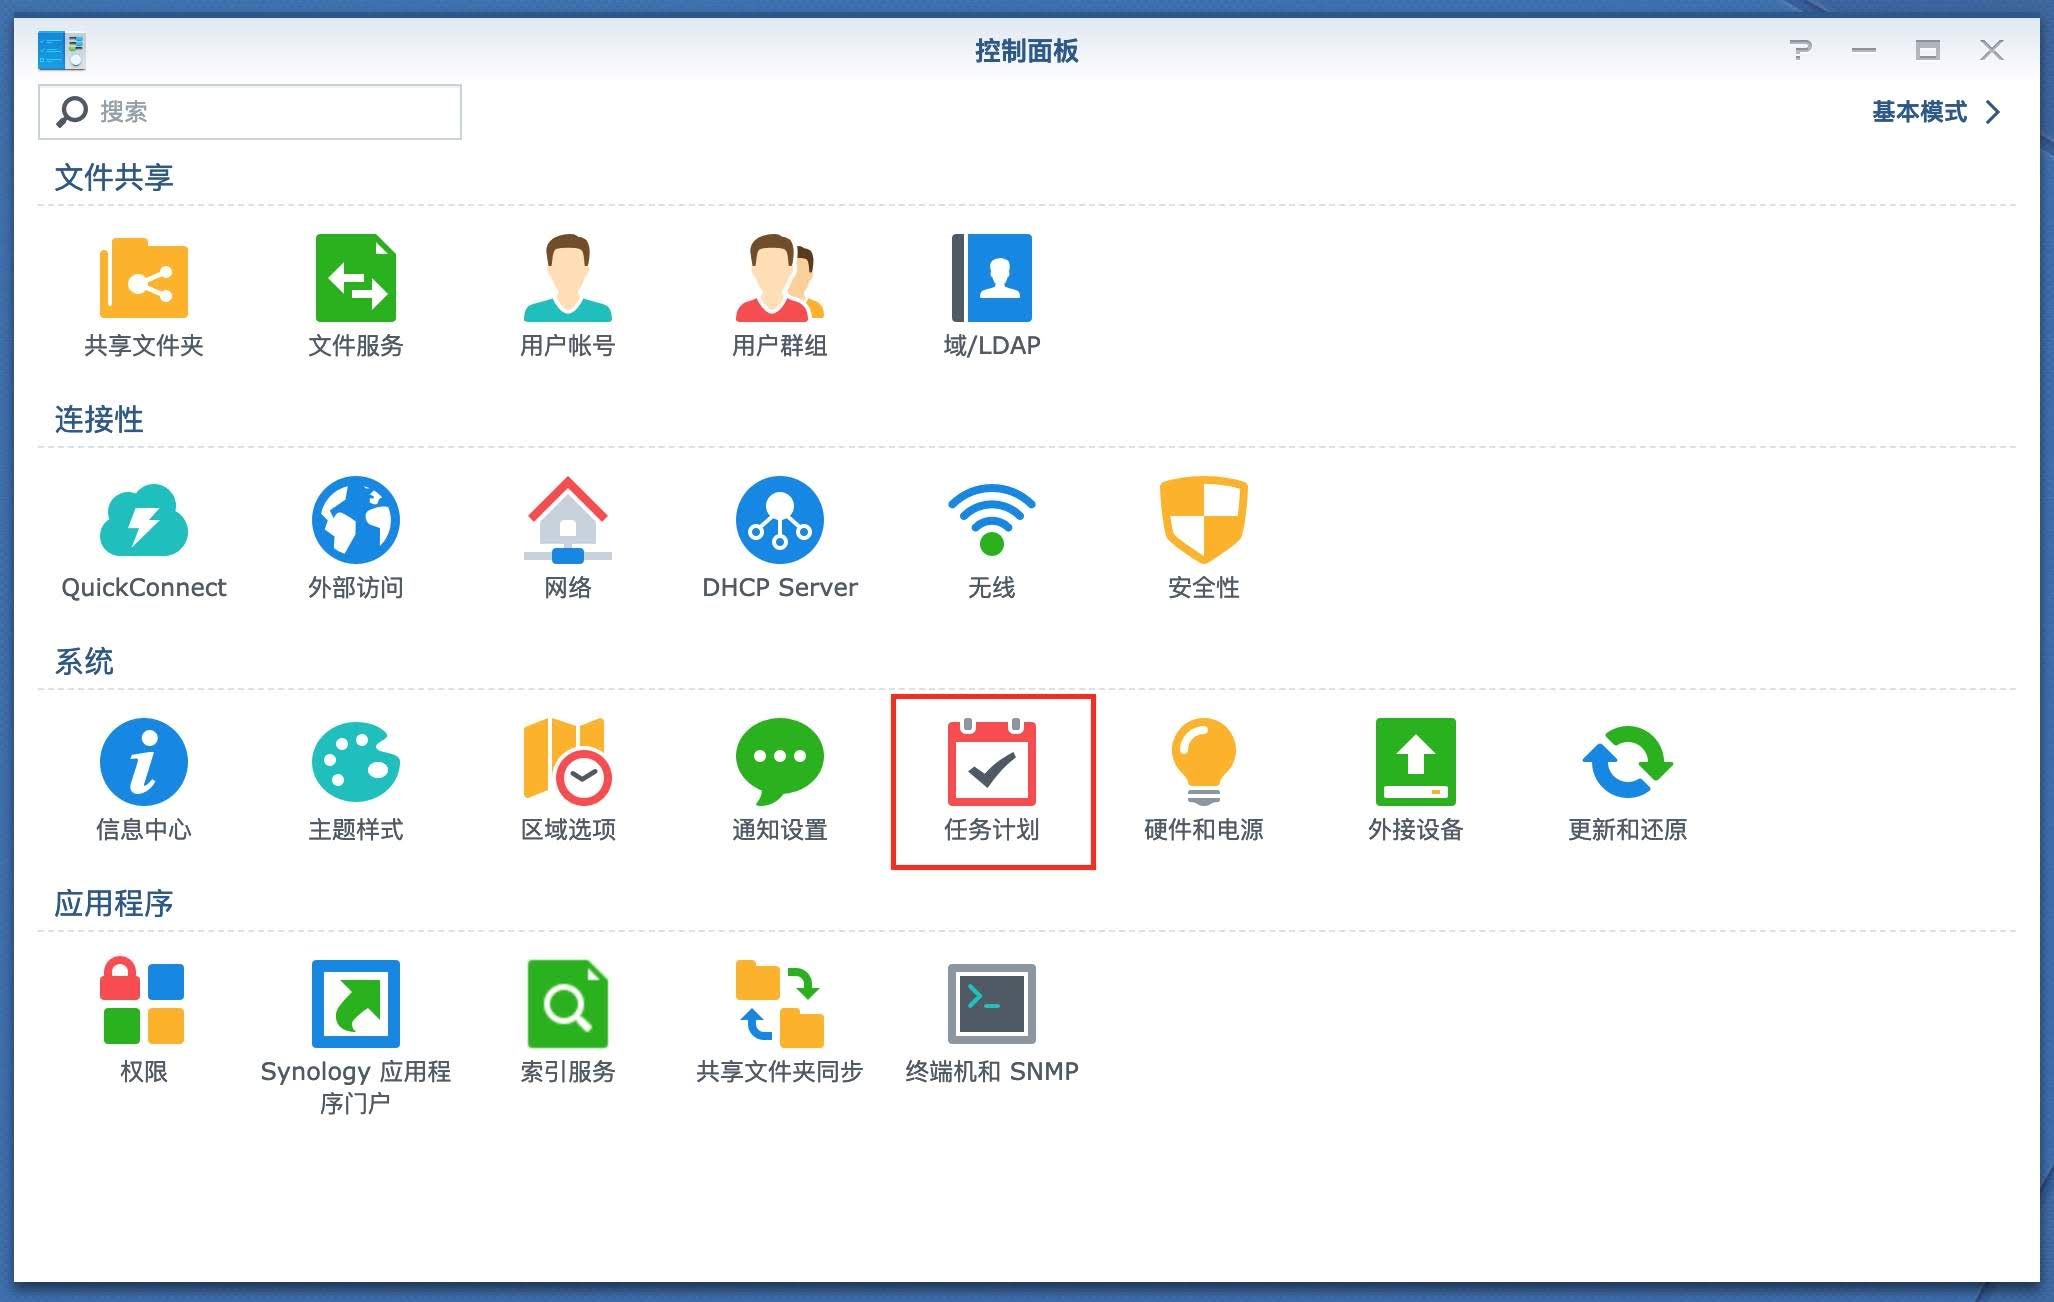 控制面板
搜索
基本模式
文件共享
共享文件夹
文件服务
用户帐号
用户群组
域/LDAP
连接性
QuickConnect
外部访问
网络
DHCP Server
无线
安全性
系统
信息中心
主题样式
区域选项
通知设置
任务计划
硬件和电源
外接设备
更新和还原
应用程序
权限
Synology 应用程
序门户
索引服务
共享文件夹同步
终端机和 SNMP